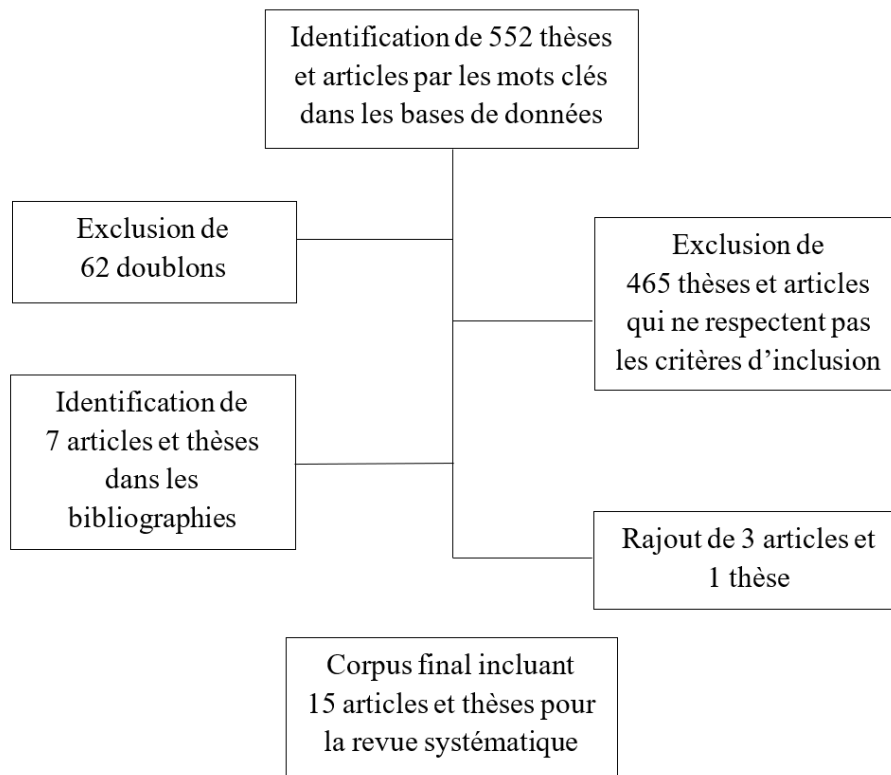 Identification de 552 thèses
et articles par les mots clés
dans les bases de données
Exclusion de
62 doublons
Exclusion de
465 thèses et articles
qui ne respectent pas
les critères d’inclusion
Identification de
7 articles et thèses
dans les
bibliographies
Rajout de 3 articles et
1 thèse
Corpus final incluant
15 articles et thèses pour
la revue systématique